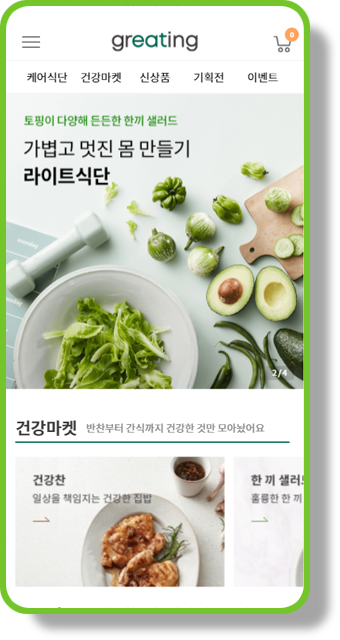 greating
0
케어식단 건강마켓 신상품 기획전 이벤트
토핑이 다양해 든든한 한끼 샐러드
가볍고 멋진 몸 만들기
라이트식단
2/4
건강마켓 반찬부터 간식까지 건강한 것만 모아놨어요
건강찬
일상을 책임지는 건강한 집밥
한 끼 샐러
훌륭한 한 끼